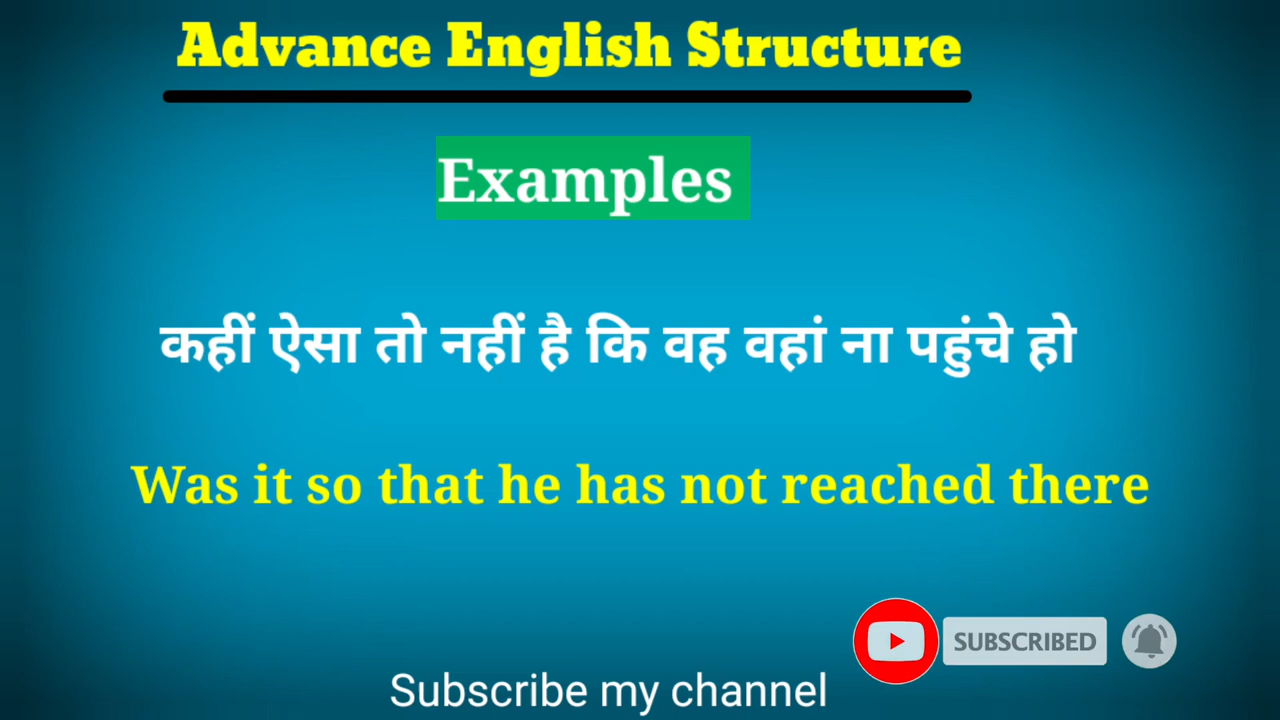 Advance English Structure
Examples
कहीं ऐसा तो नहीं है कि वह वहां ना पहुंचे हो
Was it so that he has not reached there
SUBSCRIBED
Subscribe my channel